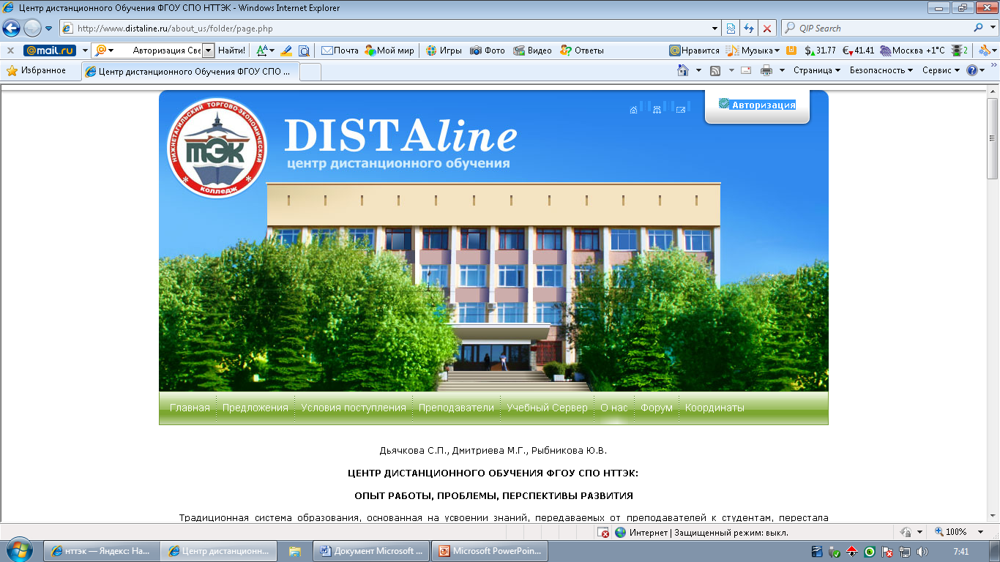 Центр дистанционного Обучения ФГОУ СПО НТТЭК - Windows Internet Explorer
http://www.distaline.ru/about_us/folder/page.php
QIP Search
@mail.ru Авторизация Све Найти! Почта Мой мир Игры Фото Видео Ответы Нравится Музыка $ 31.77 € 41.41 Москва +1°C 2
Избранное Центр дистанционного Обучения ФГОУ СПО ... Страница Безопасность Сервис
Авторизация
НИЖНЕТАГИЛЬСКИЙ ТОРГОВО-ЭКОНОМИЧЕСКИЙ
ТЭК
КОЛЛЕДЖ
DISTAline
центр дистанционного обучения
Главная Предложения Условия поступления Преподаватели Учебный Сервер О нас Форум Координаты
Дьячкова С.П., Дмитриева М.Г., Рыбникова Ю.В.
ЦЕНТР ДИСТАНЦИОННОГО ОБУЧЕНИЯ ФГОУ СПО НТТЭК:
ОПЫТ РАБОТЫ, ПРОБЛЕМЫ, ПЕРСПЕКТИВЫ РАЗВИТИЯ
Традиционная система образования, основанная на усвоении знаний, передаваемых от преподавателей к студентам, перестала
Интернет | Защищенный режим: выкл. 100%
нттэк — Яндекс: На... Центр дистанционн... Документ Microsoft ... Microsoft PowerPoin... 7:41